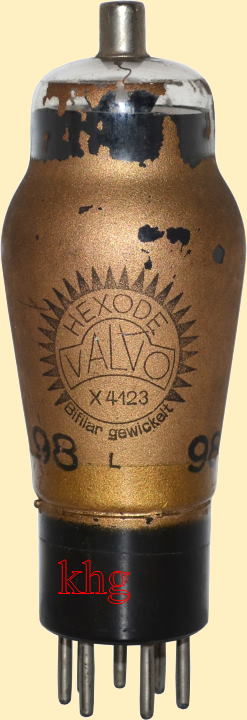 HEXODE
VALVO
X 4123
Bifilar gewickelt
98 L 98
khg